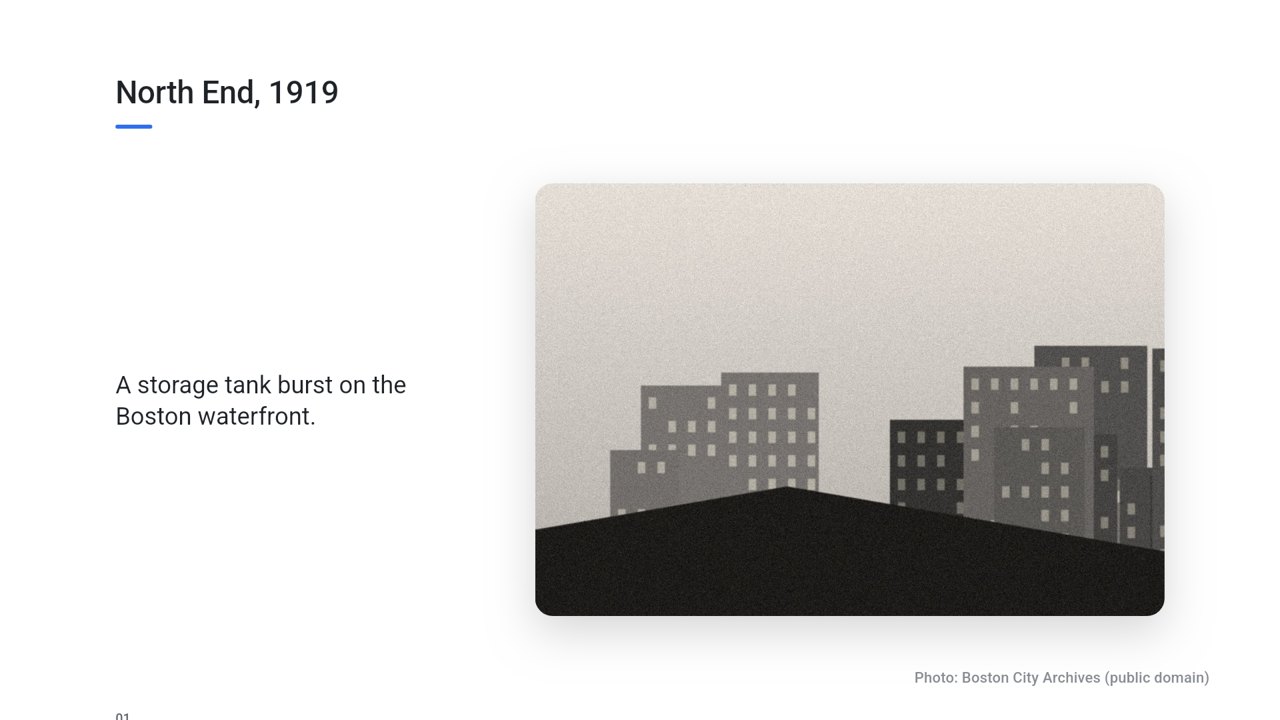 North End, 1919
A storage tank burst on the
Boston waterfront.
Photo: Boston City Archives (public domain)
01